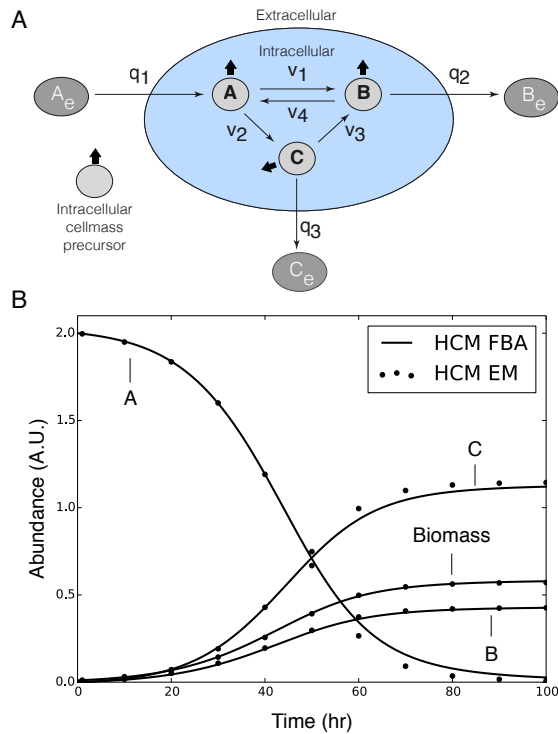 A
Extracellular
Intracellular
q1
v1
q2
Ae
A
B
Be
v4
v2
v3
C
Intracellular
cellmass
precursor
q3
Ce
B
HCM FBA
HCM EM
A
C
Biomass
B
Abundance (A.U.)
2.0
1.5
1.0
0.5
0.0
0 20 40 60 80 100
Time (hr)